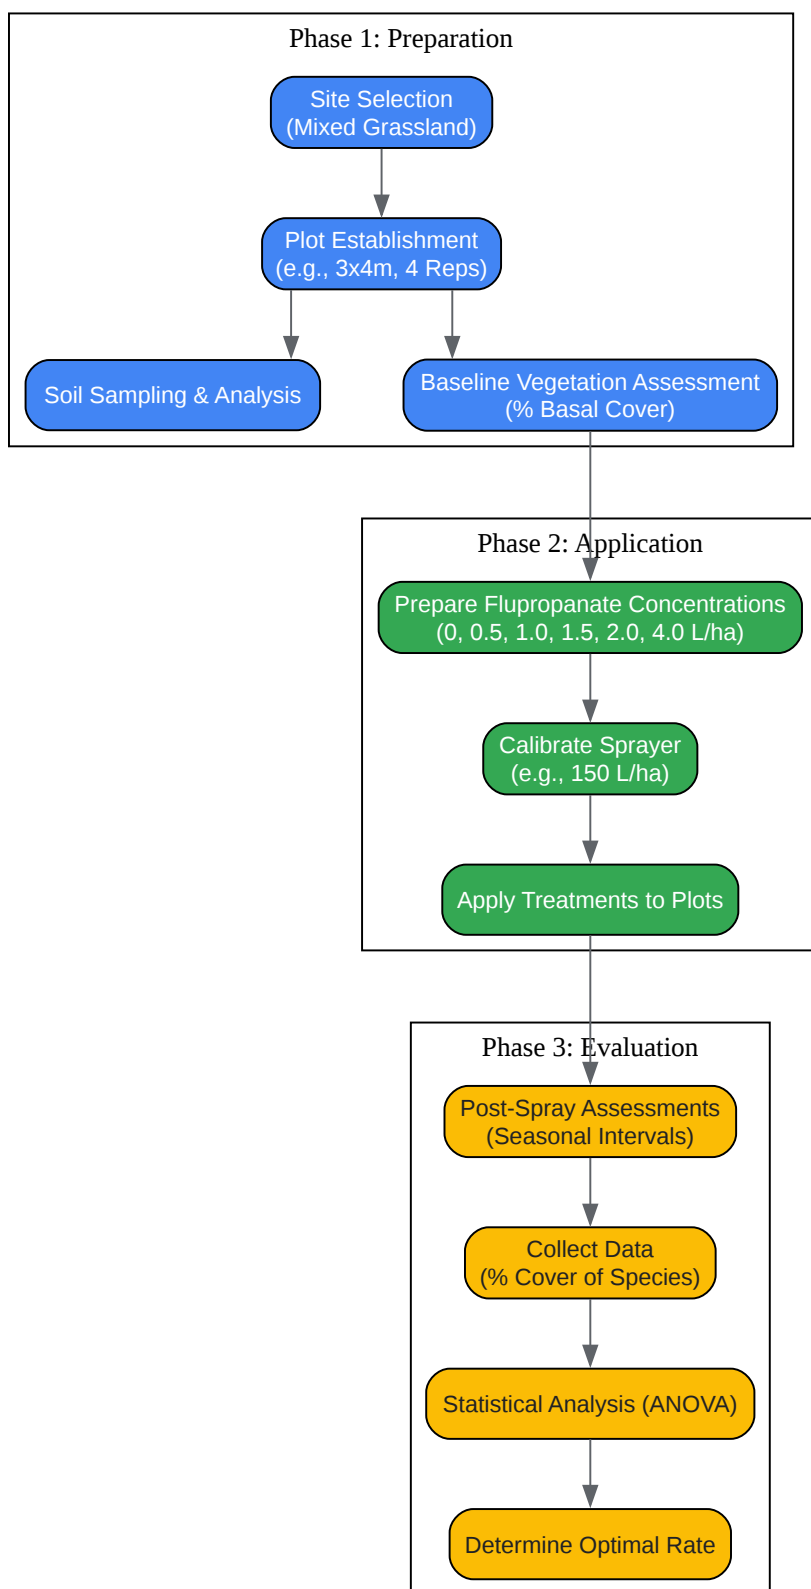 Phase 1: Preparation
Site Selection
(Mixed Grassland)
Plot Establishment
(e.g., 3x4m, 4 Reps)
Soil Sampling & Analysis
Baseline Vegetation Assessment
(% Basal Cover)
Phase 2: Application
Prepare Flupropanate Concentrations
(0, 0.5, 1.0, 1.5, 2.0, 4.0 L/ha)
Calibrate Sprayer
(e.g., 150 L/ha)
Apply Treatments to Plots
Phase 3: Evaluation
Post-Spray Assessments
(Seasonal Intervals)
Collect Data
(% Cover of Species)
Statistical Analysis (ANOVA)
Determine Optimal Rate